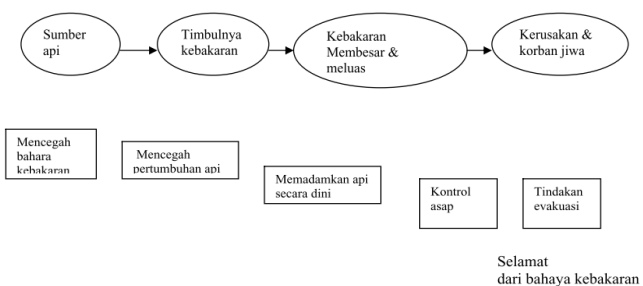 Sumber
api
Timbulnya
kebakaran
Kebakaran
Membesar &
meluas
Kerusakan &
korban jiwa
Mencegah
bahara
kebakaran
Mencegah
pertumbuhan api
Memadamkan api
secara dini
Kontrol
asap
Tindakan
evakuasi
Selamat
dari bahaya kebakaran